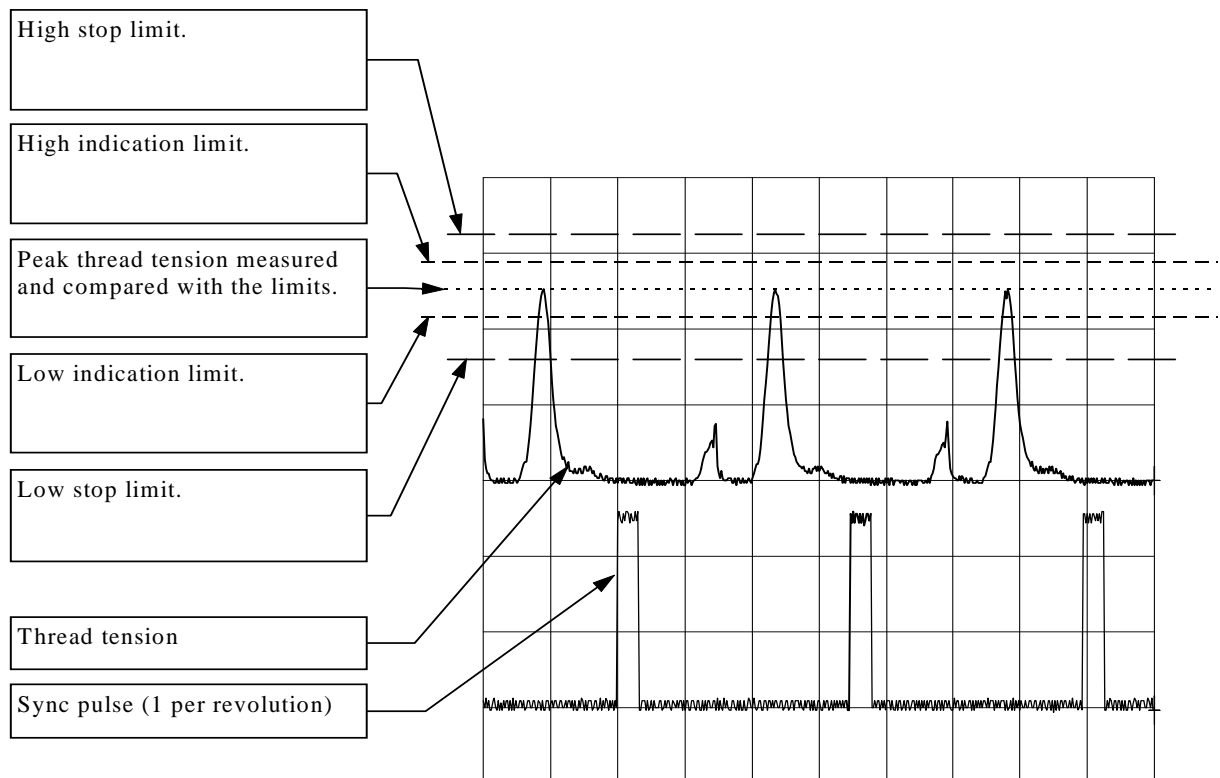 High stop limit.
High indication limit.
Peak thread tension measured
and compared with the limits.
Low indication limit.
Low stop limit.
Thread tension
Sync pulse (1 per revolution)